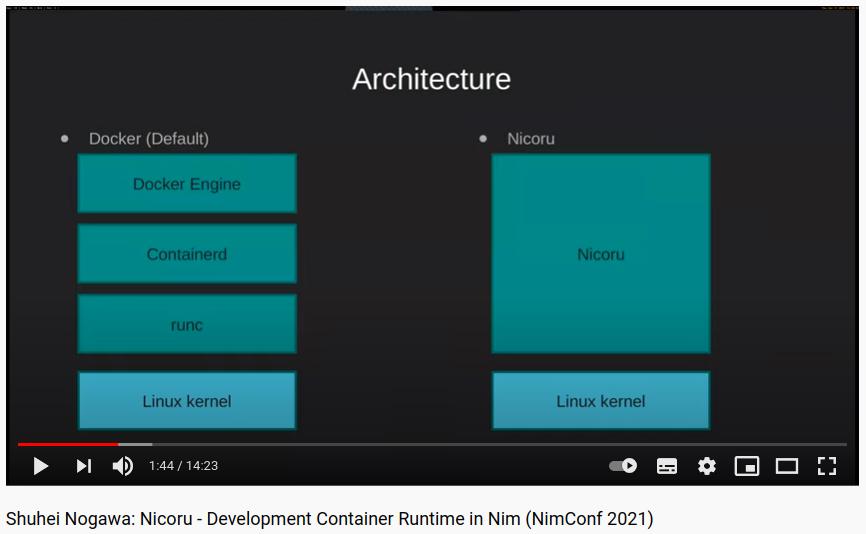 Architecture
Docker (Default)
Docker Engine
Containerd
runc
Linux kernel
Nicoru
Nicoru
Linux kernel
1:44 / 14:23
Shuhei Nogawa: Nicoru - Development Container Runtime in Nim (NimConf 2021)